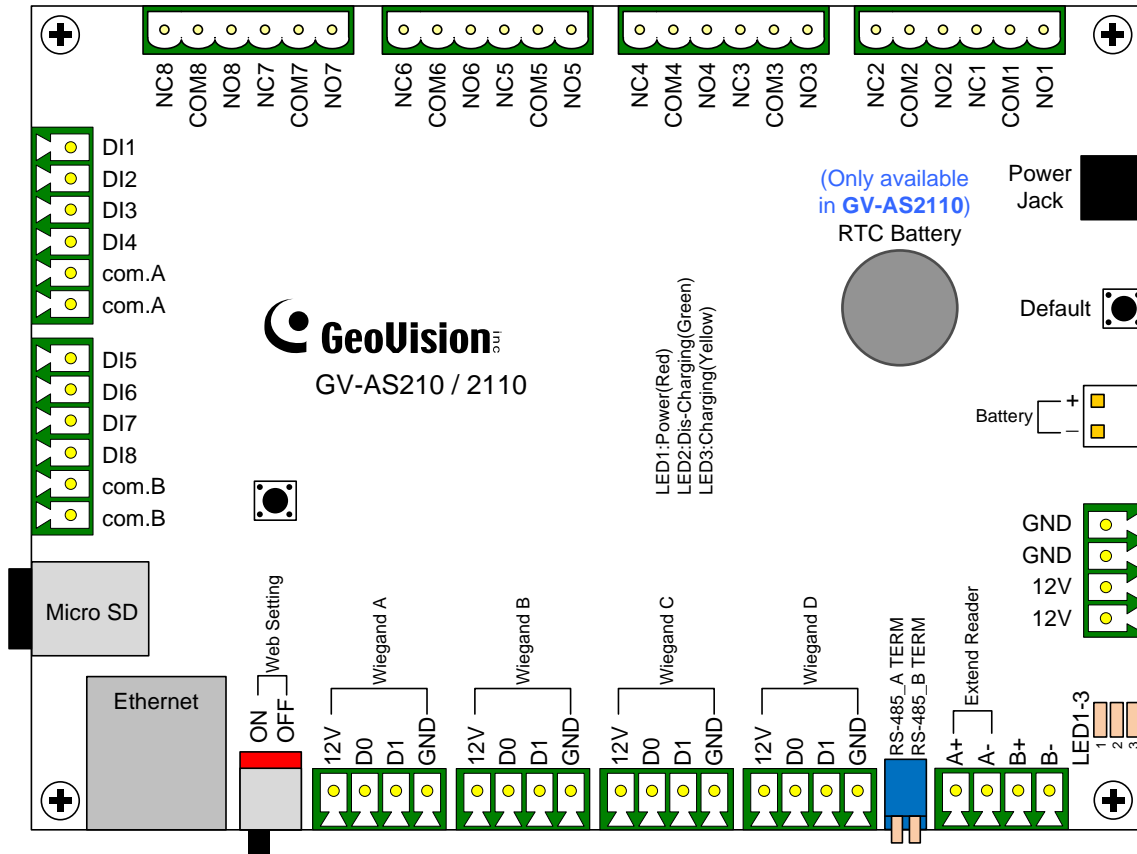 NC8 COM8 NO8 NC7 COM7 NO7
NC6 COM6 NO6 NC5 COM5 NO5
NC4 COM4 NO4 NC3 COM3 NO3
NC2 COM2 NO2 NC1 COM1 NO1
DI1
DI2
DI3
DI4
com.A
com.A
DI5
DI6
DI7
DI8
com.B
com.B
(Only available
in GV-AS2110)
RTC Battery
Power
Jack
Default
Battery
+
–
GeoVision inc
GV-AS210 / 2110
LED1:Power(Red)
LED2:Dis-Charging(Green)
LED3:Charging(Yellow)
GND
GND
12V
12V
Micro SD
Ethernet
Web Setting
ON
OFF
Wiegand A
12V D0 D1 GND
Wiegand B
12V D0 D1 GND
Wiegand C
12V D0 D1 GND
Wiegand D
12V D0 D1 GND
RS-485_A TERM
RS-485_B TERM
Extend Reader
A+ A- B+ B-
LED1-3
1 2 3